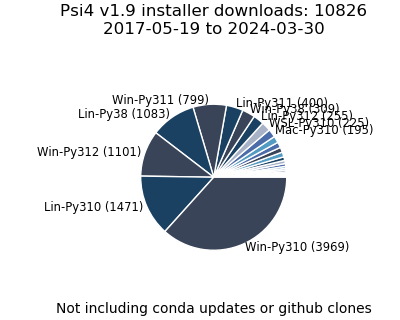 Psi4 v1.9 installer downloads: 10826
2017-05-19 to 2024-03-30
Win-Py311 (799)
Lin-Py311 (400)
Win-Py38 (309)
Lin-Py38 (1083)
Lin-Py312 (255)
WSL-Py310 (225)
Mac-Py310 (195)
Win-Py312 (1101)
Lin-Py310 (1471)
Win-Py310 (3969)
Not including conda updates or github clones